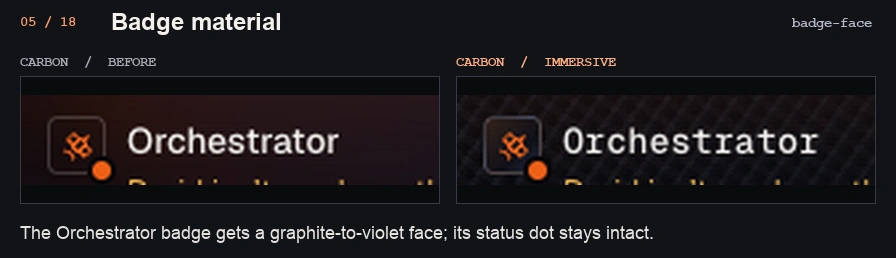 05 / 18 Badge material badge-face
CARBON / BEFORE
CARBON / IMMERSIVE
Orchestrator
Orchestrator
The Orchestrator badge gets a graphite-to-violet face; its status dot stays intact.